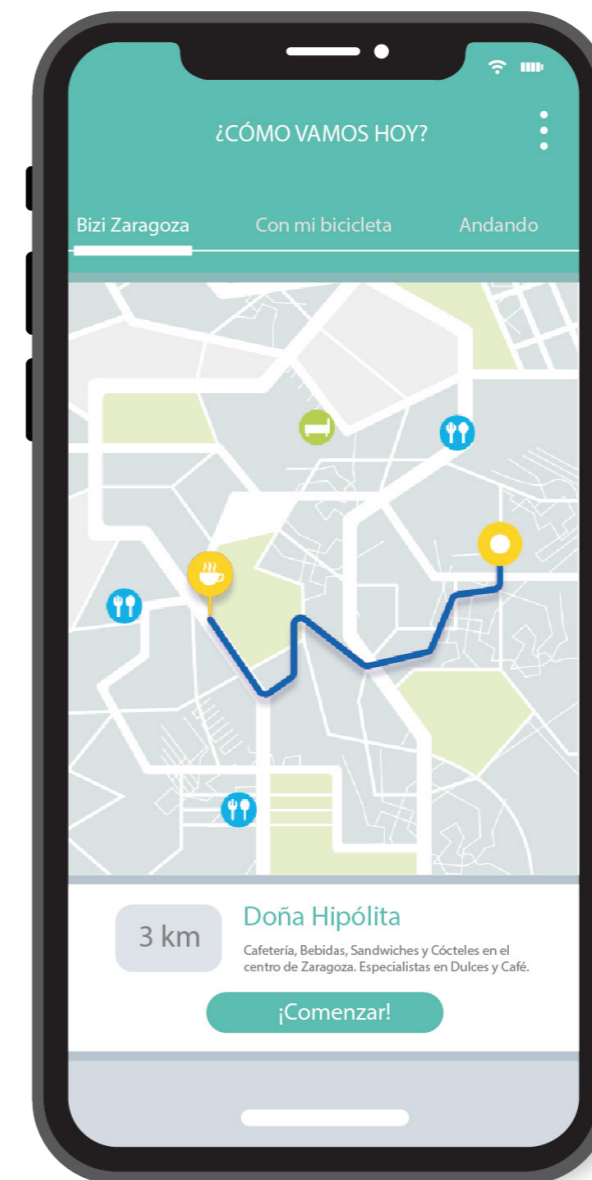 ¿CÓMO VAMOS HOY?
Bizi Zaragoza Con mi bicicleta Andando
3 km
Doña Hipólita
Cafetería, Bebidas, Sandwiches y Cócteles en el
centro de Zaragoza. Especialistas en Dulces y Café.
¡Comenzar!